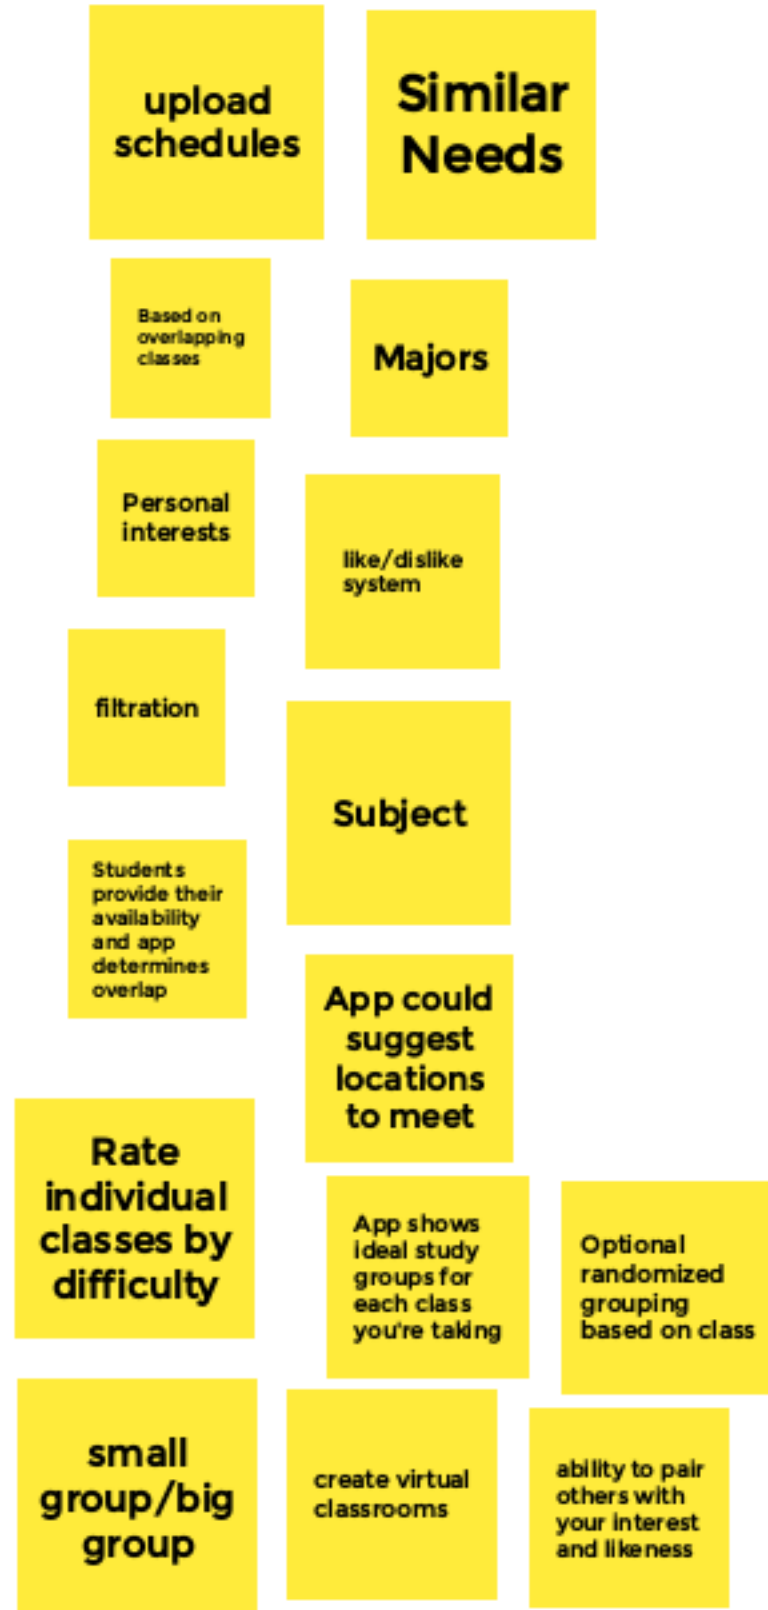 upload
schedules
Similar
Needs
Based on
overlapping
classes
Majors
Personal
interests
like/dislike
system
filtration
Subject
Students
provide their
availability
and app
determines
overlap
App could
suggest
locations
to meet
Rate
individual
classes by
difficulty
App shows
ideal study
groups for
each class
you're taking
Optional
randomized
grouping
based on class
small
group/big
group
create virtual
classrooms
ability to pair
others with
your interest
and likeness